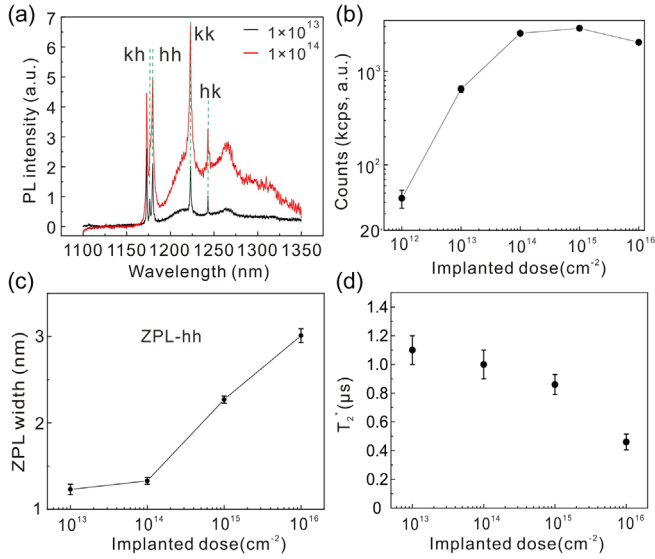 (a)
7
6
5
4
3
2
1
0
PL intensity (a.u.)
kh
hh
kk
hk
1×10¹³
1×10¹⁴
1100 1150 1200 1250 1300 1350
Wavelength (nm)
(b)
10³
10²
20
Counts (kcps, a.u.)
10¹² 10¹³ 10¹⁴ 10¹⁵ 10¹⁶
Implanted dose(cm⁻²)
(c)
ZPL-hh
3
2
1
ZPL width (nm)
10¹³ 10¹⁴ 10¹⁵ 10¹⁶
Implanted dose(cm⁻²)
(d)
1.4
1.2
1.0
0.8
0.6
0.4
0.2
0
T₂* (μs)
10¹³ 10¹⁴ 10¹⁵ 10¹⁶
Implanted dose(cm⁻²)